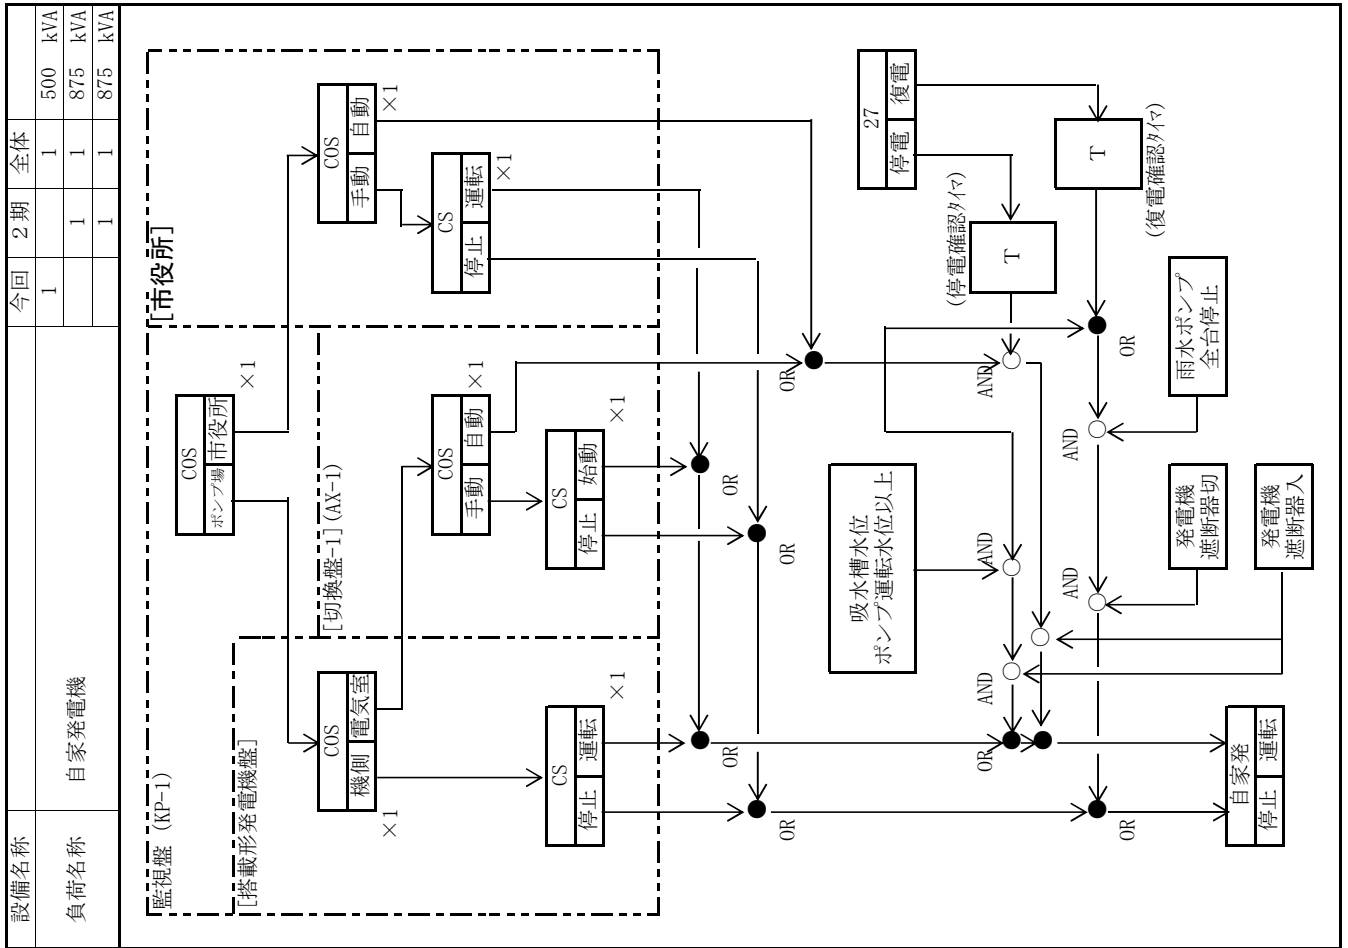 設備名称
今回
２期
全体
負荷名称
自家発電機
1
1
500 kVA
1
1
875 kVA
1
1
875 kVA
監視盤 (KP-1)
COS
ポンプ場
市役所
×1
[市役所]
COS
手動
自動
×1
CS
停止
運転
×1
[搭載形発電機盤]
COS
機側
電気室
×1
CS
停止
運転
×1
[切換盤-1](AX-1)
COS
手動
自動
×1
CS
停止
始動
×1
OR
OR
OR
OR
OR
27
停電
復電
T
(停電確認タイマ)
T
(復電確認タイマ)
AND
OR
吸水槽水位
ポンプ運転水位以上
AND
AND
雨水ポンプ
全台停止
AND
AND
発電機
遮断器切
発電機
遮断器入
OR
OR
自家発
停止
運転